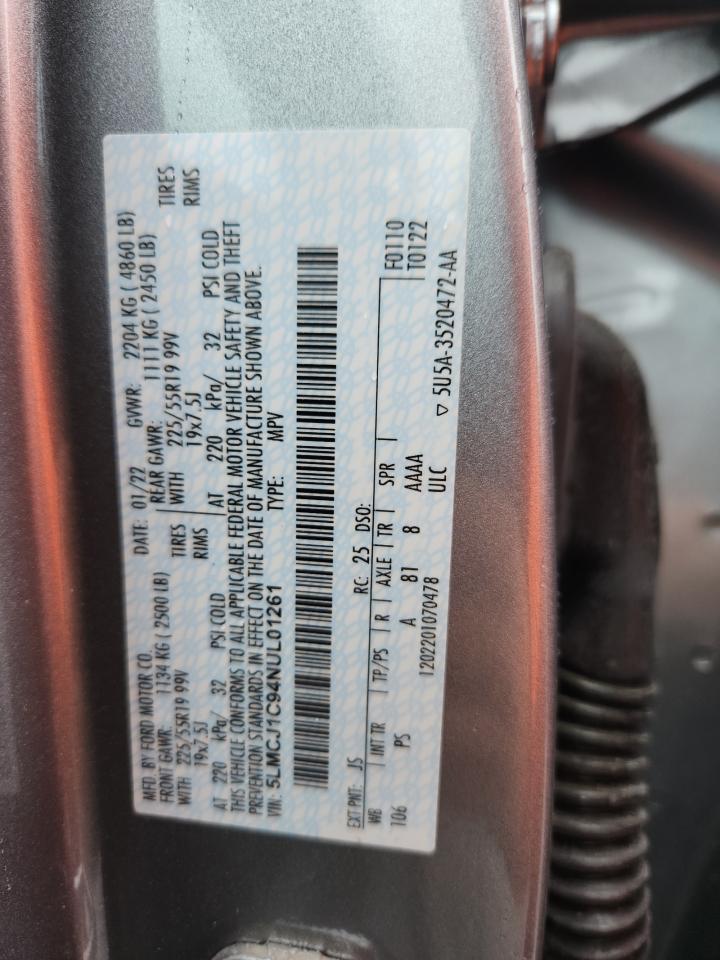 MFD. BY FORD MOTOR CO.
DATE: 01/22 GVWR: 2204 KG ( 4860 LB)
FRONT GAWR: 1134 KG ( 2500 LB) REAR GAWR: 1111 KG ( 2450 LB)
WITH 225/55R19 99V TIRES WITH 225/55R19 99V TIRES
19x7.5J RIMS 19x7.5J RIMS
AT 220 kPa/ 32 PSI COLD AT 220 kPa/ 32 PSI COLD
THIS VEHICLE CONFORMS TO ALL APPLICABLE FEDERAL MOTOR VEHICLE SAFETY AND THEFT
PREVENTION STANDARDS IN EFFECT ON THE DATE OF MANUFACTURE SHOWN ABOVE.
VIN: 5LMCJ1C94NUL01261 TYPE: MPV
EXT PNT: JS RC: 25 DSO: F0110
WB INT TR TP/PS R AXLE TR SPR T0122
106 PS A 81 8 AAAA
ULC
1202201070478 ▽ 5U5A-3520472-AA